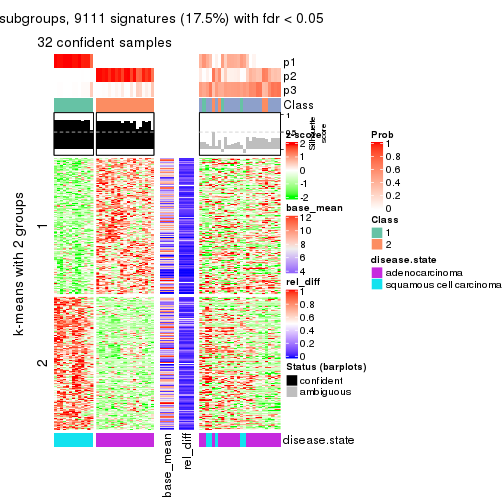 subgroups, 9111 signatures (17.5%) with fdr < 0.05
32 confident samples
p1
p2
p3
Class
1
0.5
0
Silhouette
score
k-means with 2 groups
1
2
base_mean
rel_diff
disease.state
z-score
2
1
0
-1
-2
base_mean
12
10
8
6
4
rel_diff
1
0.8
0.6
0.4
0.2
0
Status (barplots)
confident
ambiguous
Prob
1
0.8
0.6
0.4
0.2
0
Class
1
2
disease.state
adenocarcinoma
squamous cell carcinoma